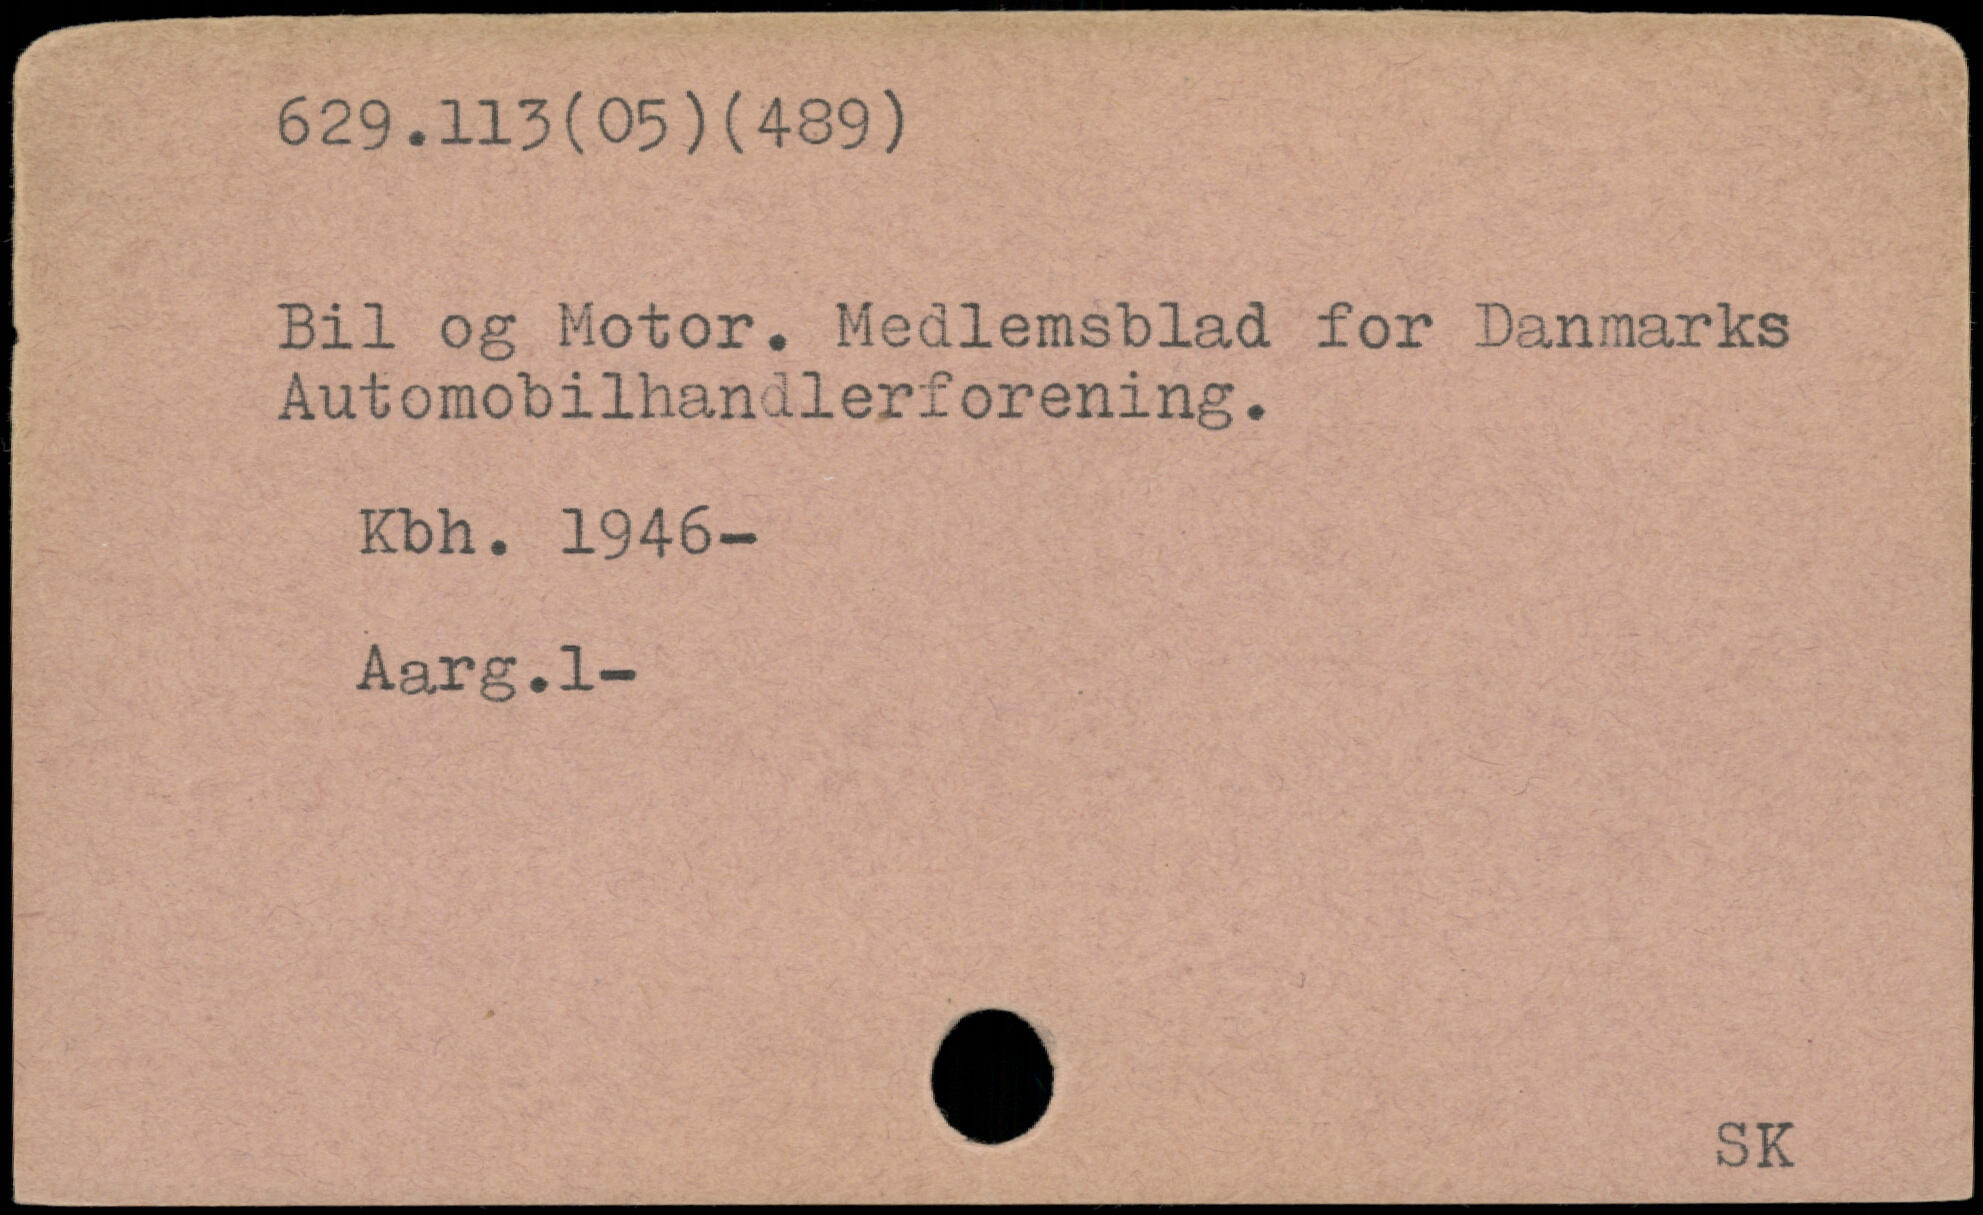 629.113(05)(489)
Bil og Motor. Medlemsblad for Danmarks
Automobilhandlerforening.
Kbh. 1946-
Aarg.1-
SK